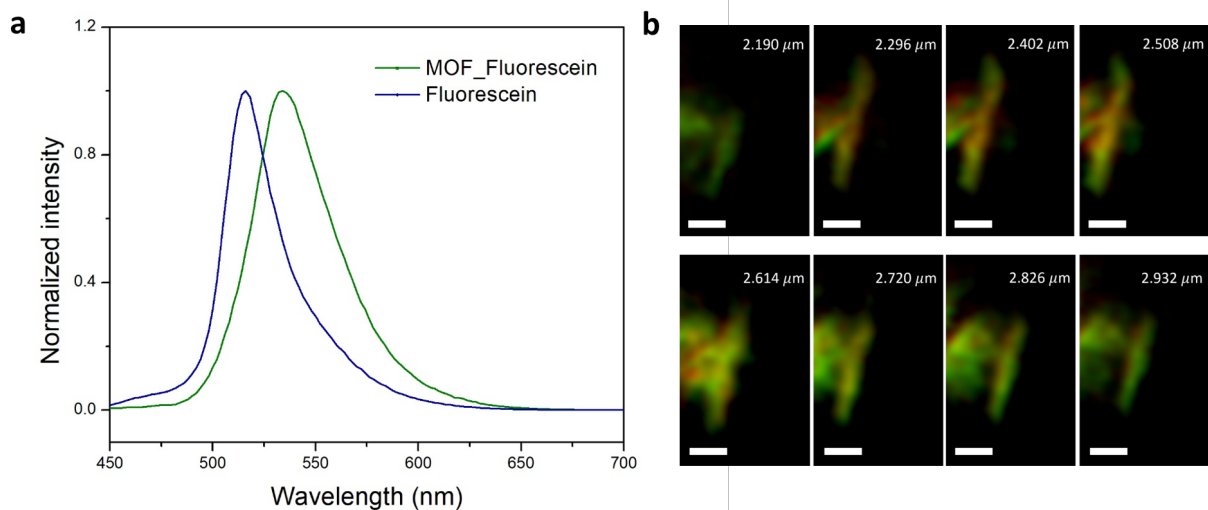 a
1.2
0.8
0.4
0.0
450
500
550
600
650
700
Normalized intensity
Wavelength (nm)
MOF_Fluorescein
Fluorescein
b
2.190 μm
2.296 μm
2.402 μm
2.508 μm
2.614 μm
2.720 μm
2.826 μm
2.932 μm